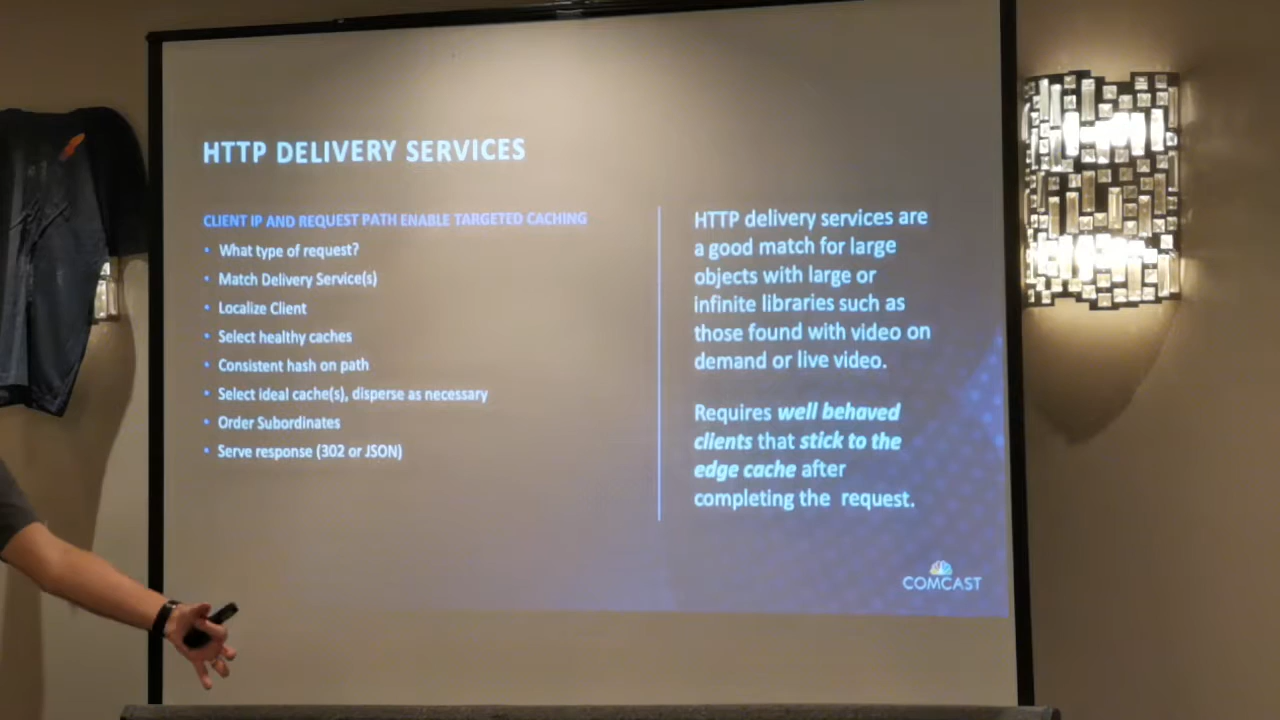 HTTP DELIVERY SERVICES
CLIENT IP AND REQUEST PATH ENABLE TARGETED CACHING
• What type of request?
• Match Delivery Service(s)
• Localize Client
• Select healthy caches
• Consistent hash on path
• Select ideal cache(s), disperse as necessary
• Order Subordinates
• Serve response (302 or JSON)
HTTP delivery services are
a good match for large
objects with large or
infinite libraries such as
those found with video on
demand or live video.
Requires well behaved
clients that stick to the
edge cache after
completing the request.
COMCAST